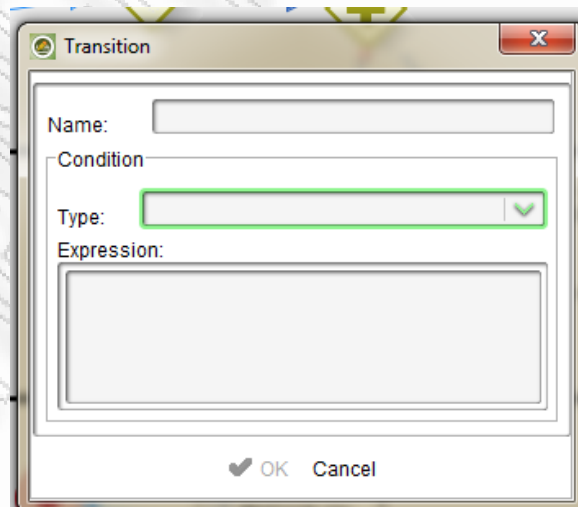 Transition
Name:
Condition
Type:
Expression:
OK Cancel